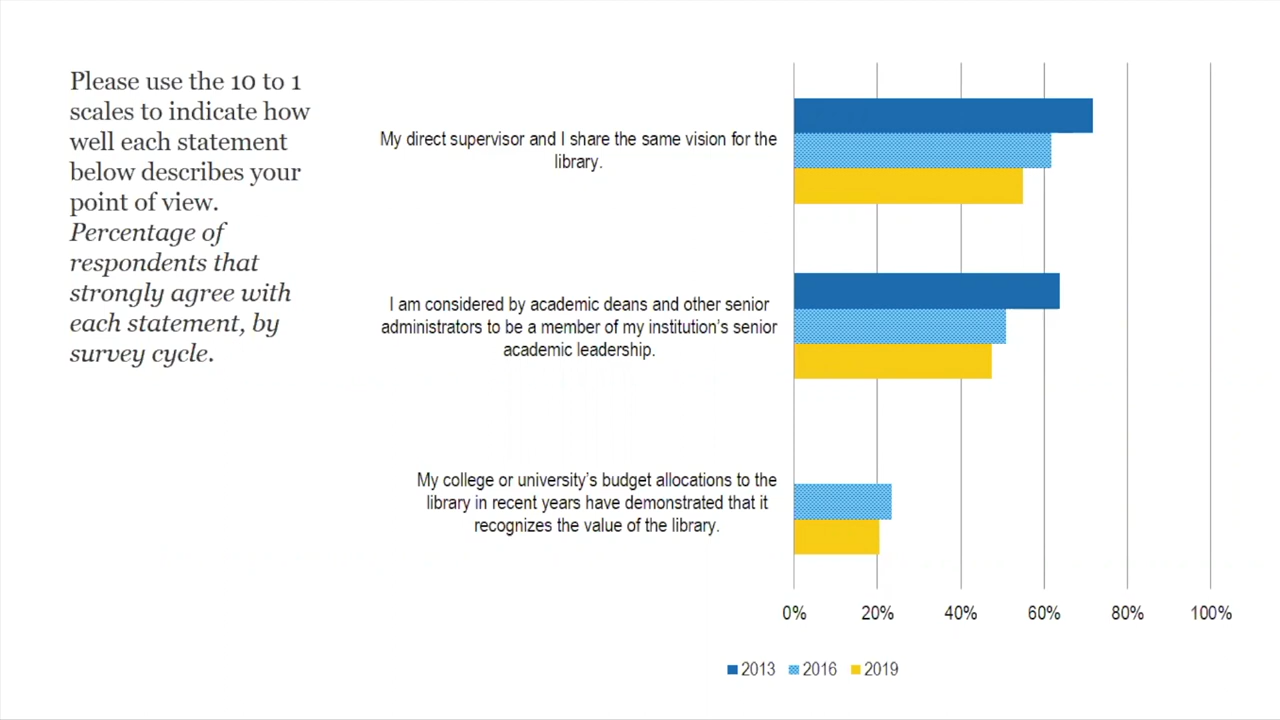 Please use the 10 to 1
scales to indicate how
well each statement
below describes your
point of view.
Percentage of
respondents that
strongly agree with
each statement, by
survey cycle.
My direct supervisor and I share the same vision for the
library.
I am considered by academic deans and other senior
administrators to be a member of my institution's senior
academic leadership.
My college or university's budget allocations to the
library in recent years have demonstrated that it
recognizes the value of the library.
0% 20% 40% 60% 80% 100%
2013 2016 2019